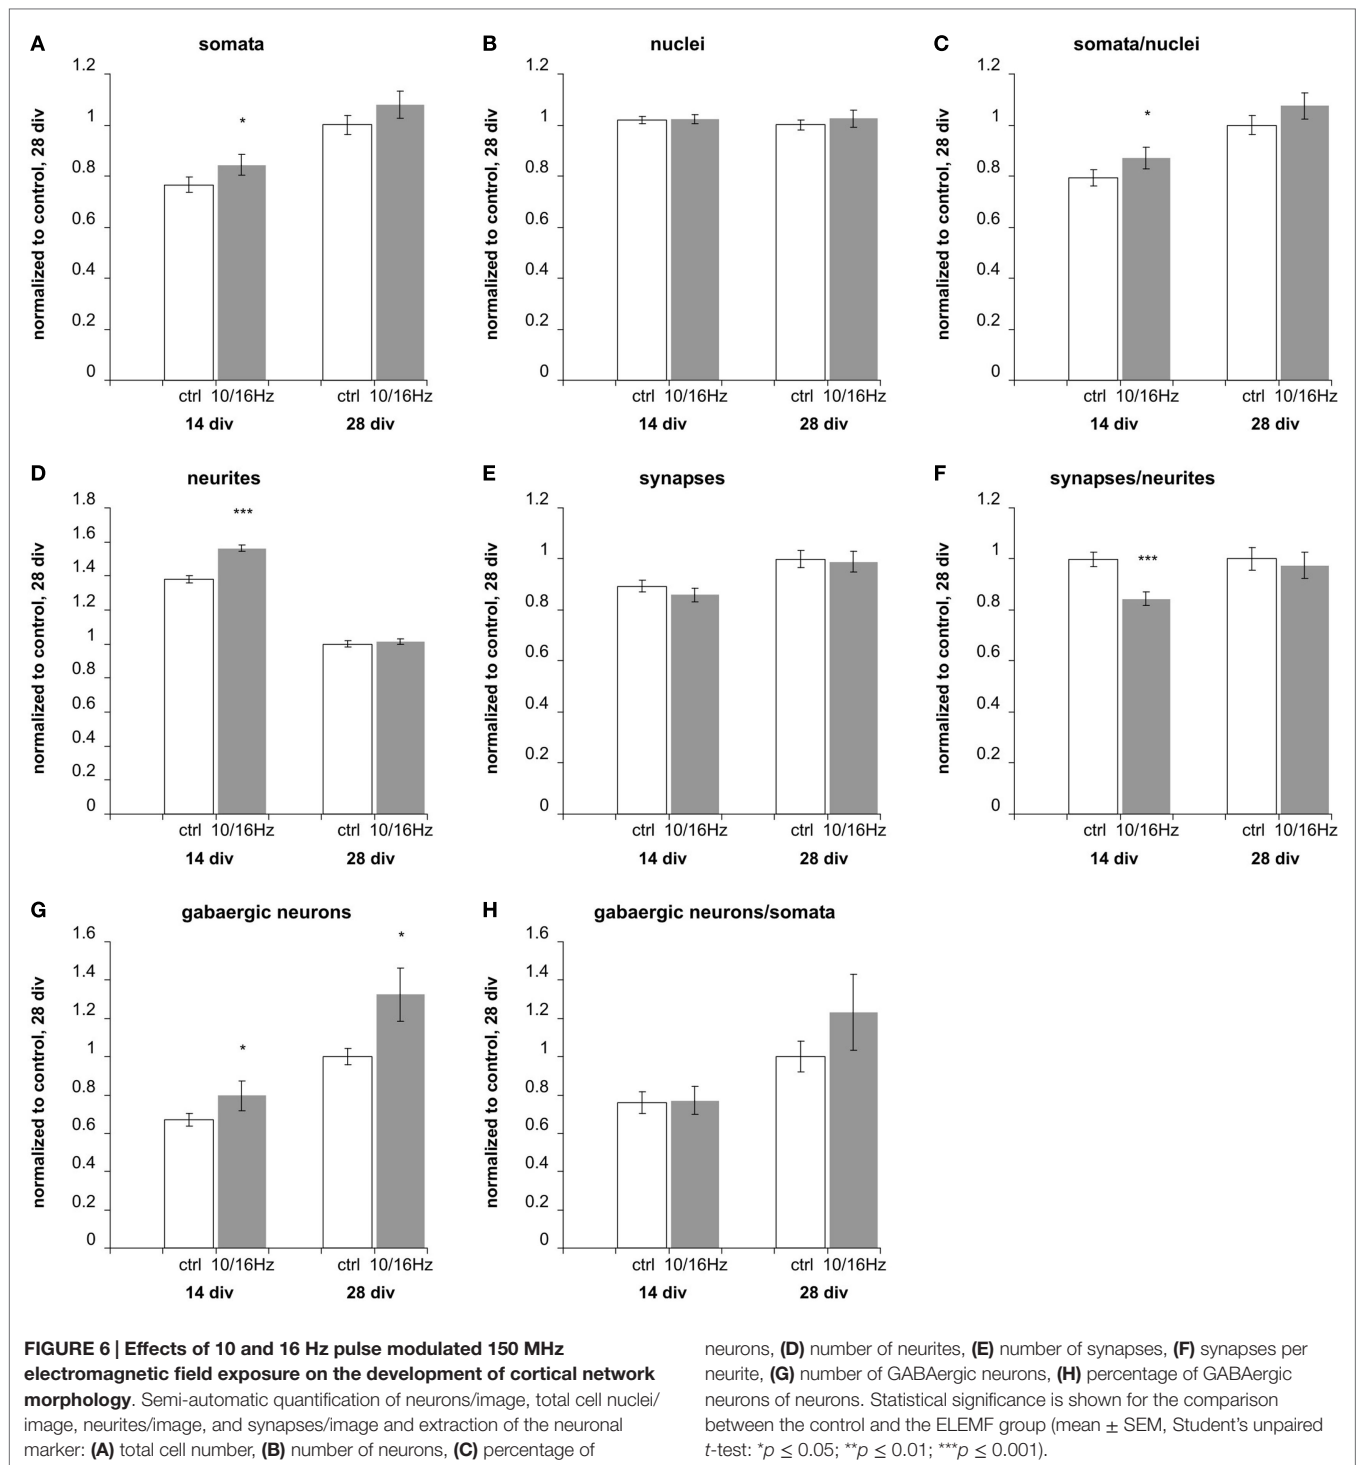 A somata
normalized to control, 28 div
1.2
1
0.8
0.6
0.4
0.2
0
*
ctrl 10/16Hz ctrl 10/16Hz
14 div 28 div
B nuclei
normalized to control, 28 div
1.2
1
0.8
0.6
0.4
0.2
0
ctrl 10/16Hz ctrl 10/16Hz
14 div 28 div
C somata/nuclei
normalized to control, 28 div
1.2
1
0.8
0.6
0.4
0.2
0
*
ctrl 10/16Hz ctrl 10/16Hz
14 div 28 div
D neurites
normalized to control, 28 div
1.8
1.6
1.4
1.2
1
0.8
0.6
0.4
0.2
0
***
ctrl 10/16Hz ctrl 10/16Hz
14 div 28 div
E synapses
normalized to control, 28 div
1.2
1
0.8
0.6
0.4
0.2
0
ctrl 10/16Hz ctrl 10/16Hz
14 div 28 div
F synapses/neurites
normalized to control, 28 div
1.2
1
0.8
0.6
0.4
0.2
0
***
ctrl 10/16Hz ctrl 10/16Hz
14 div 28 div
G gabaergic neurons
normalized to control, 28 div
1.6
1.4
1.2
1
0.8
0.6
0.4
0.2
0
*
*
ctrl 10/16Hz ctrl 10/16Hz
14 div 28 div
H gabaergic neurons/somata
normalized to control, 28 div
1.6
1.4
1.2
1
0.8
0.6
0.4
0.2
0
ctrl 10/16Hz ctrl 10/16Hz
14 div 28 div
FIGURE 6 | Effects of 10 and 16 Hz pulse modulated 150 MHz
electromagnetic field exposure on the development of cortical network
morphology. Semi-automatic quantification of neurons/image, total cell nuclei/
image, neurites/image, and synapses/image and extraction of the neuronal
marker: (A) total cell number, (B) number of neurons, (C) percentage of
neurons, (D) number of neurites, (E) number of synapses, (F) synapses per
neurite, (G) number of GABAergic neurons, (H) percentage of GABAergic
neurons of neurons. Statistical significance is shown for the comparison
between the control and the ELEMF group (mean ± SEM, Student's unpaired
t-test: *p ≤ 0.05; **p ≤ 0.01; ***p ≤ 0.001).